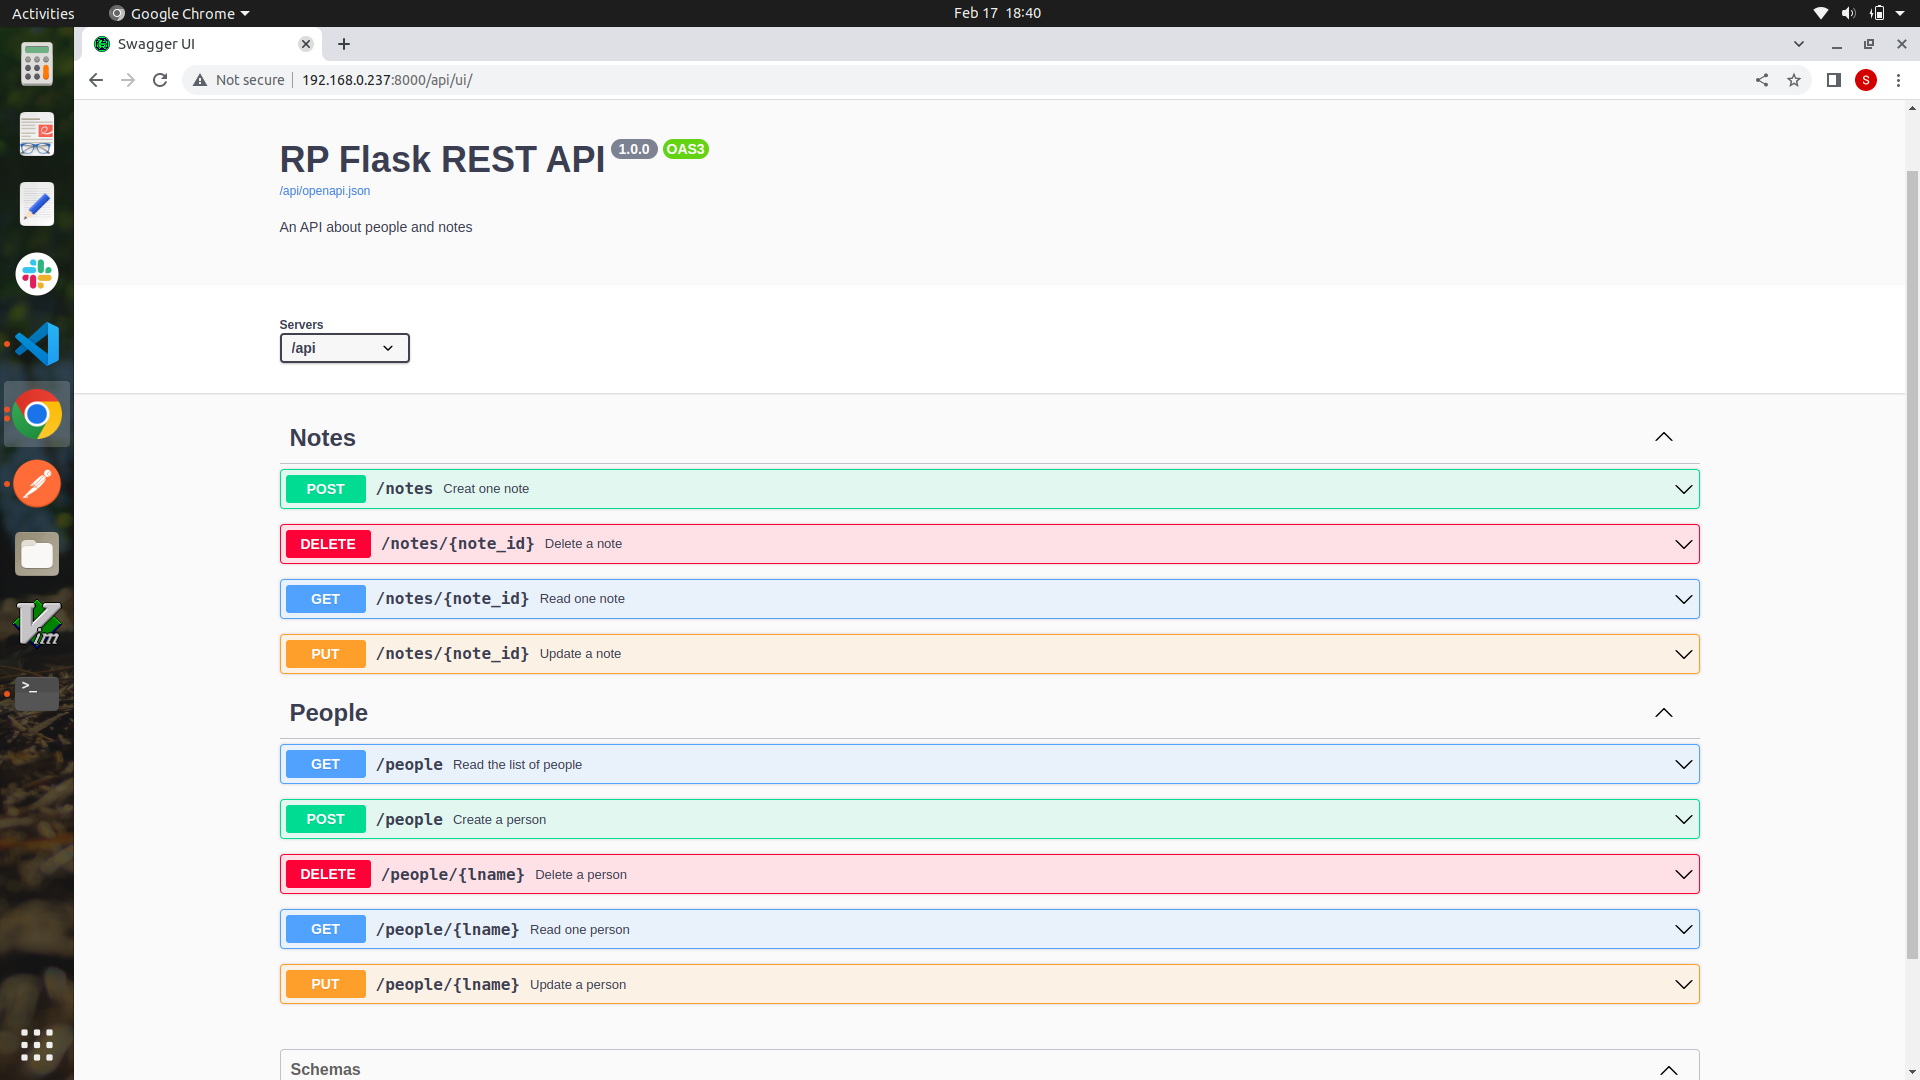 Activities
Google Chrome
Feb 17 18:40
Swagger UI
Not secure
192.168.0.237:8000/api/ui/
S
RP Flask REST API 1.0.0 OAS3
/api/openapi.json
An API about people and notes
Servers
/api
Notes
POST /notes Creat one note
DELETE /notes/{note_id} Delete a note
GET /notes/{note_id} Read one note
PUT /notes/{note_id} Update a note
People
GET /people Read the list of people
POST /people Create a person
DELETE /people/{lname} Delete a person
GET /people/{lname} Read one person
PUT /people/{lname} Update a person
Schemas
Vim
>_